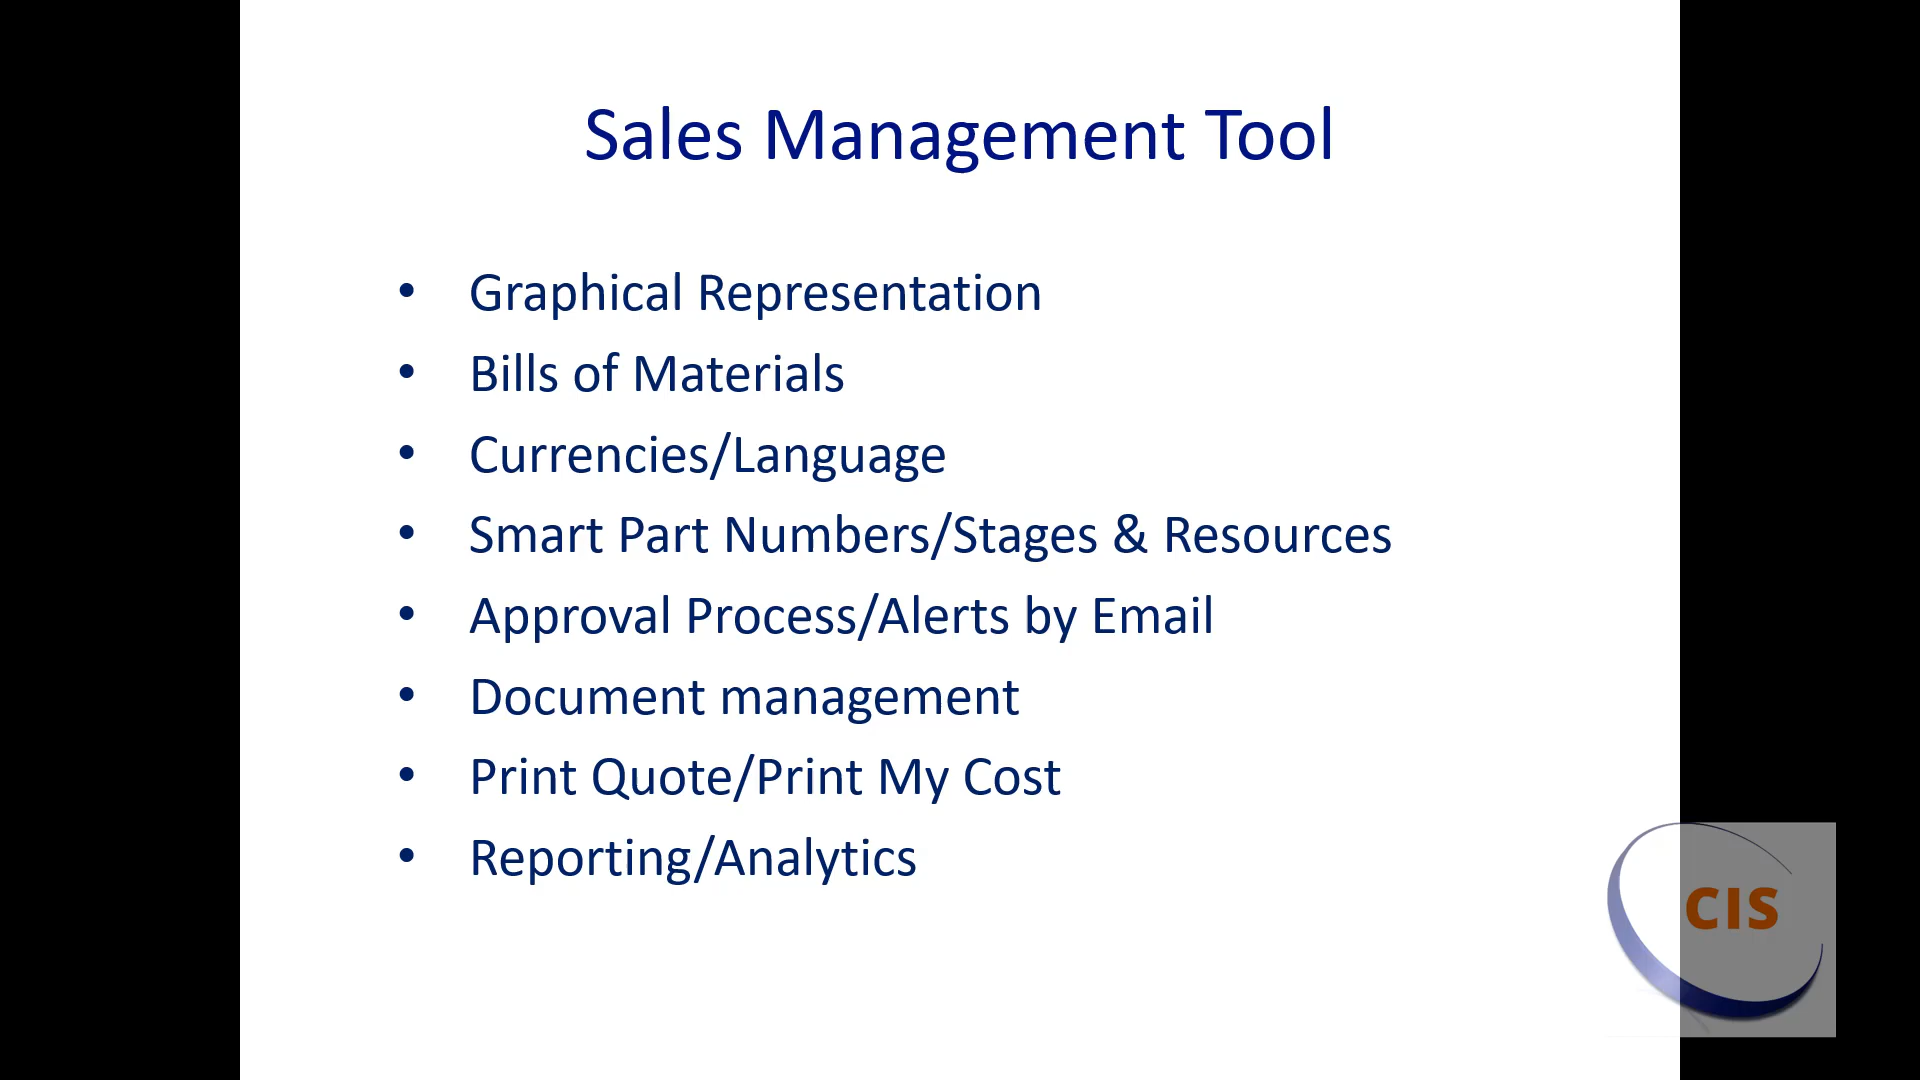 Sales Management Tool
• Graphical Representation
• Bills of Materials
• Currencies/Language
• Smart Part Numbers/Stages & Resources
• Approval Process/Alerts by Email
• Document management
• Print Quote/Print My Cost
• Reporting/Analytics
CIS